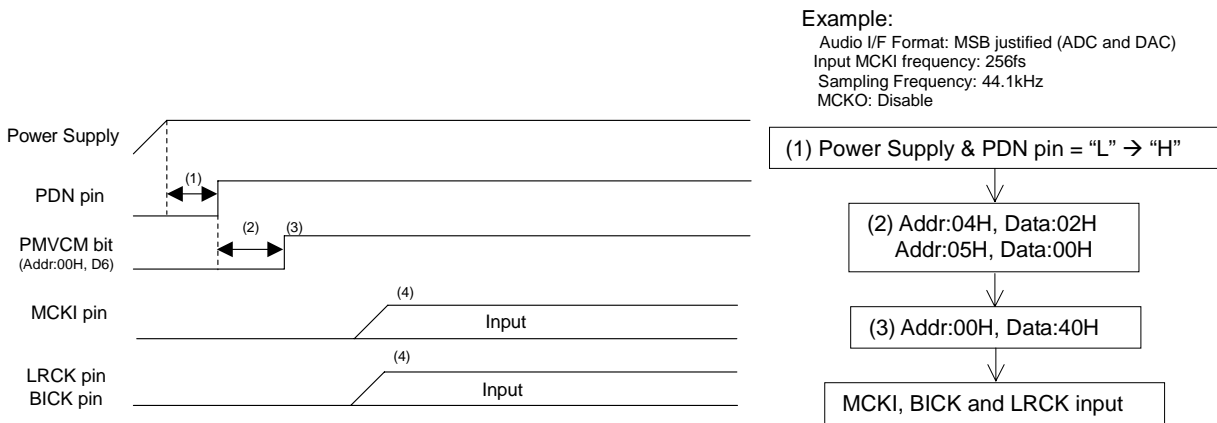 Example:
Audio I/F Format: MSB justified (ADC and DAC)
Input MCKI frequency: 256fs
Sampling Frequency: 44.1kHz
MCKO: Disable
Power Supply
(1)
PDN pin
(2)
(3)
PMVCM bit
(Addr:00H, D6)
(4)
MCKI pin
Input
(4)
LRCK pin
BICK pin
Input
(1) Power Supply & PDN pin = “L” → “H”
(2) Addr:04H, Data:02H
Addr:05H, Data:00H
(3) Addr:00H, Data:40H
MCKI, BICK and LRCK input